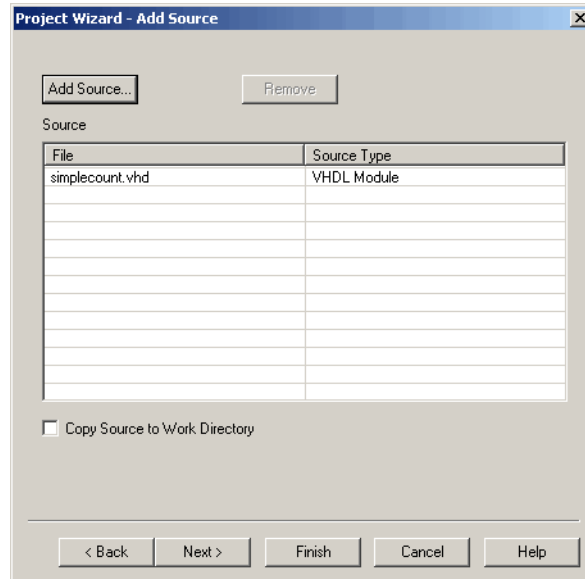 Project Wizard - Add Source
Add Source... Remove
Source
File Source Type
simplecount.vhd VHDL Module
Copy Source to Work Directory
< Back Next > Finish Cancel Help